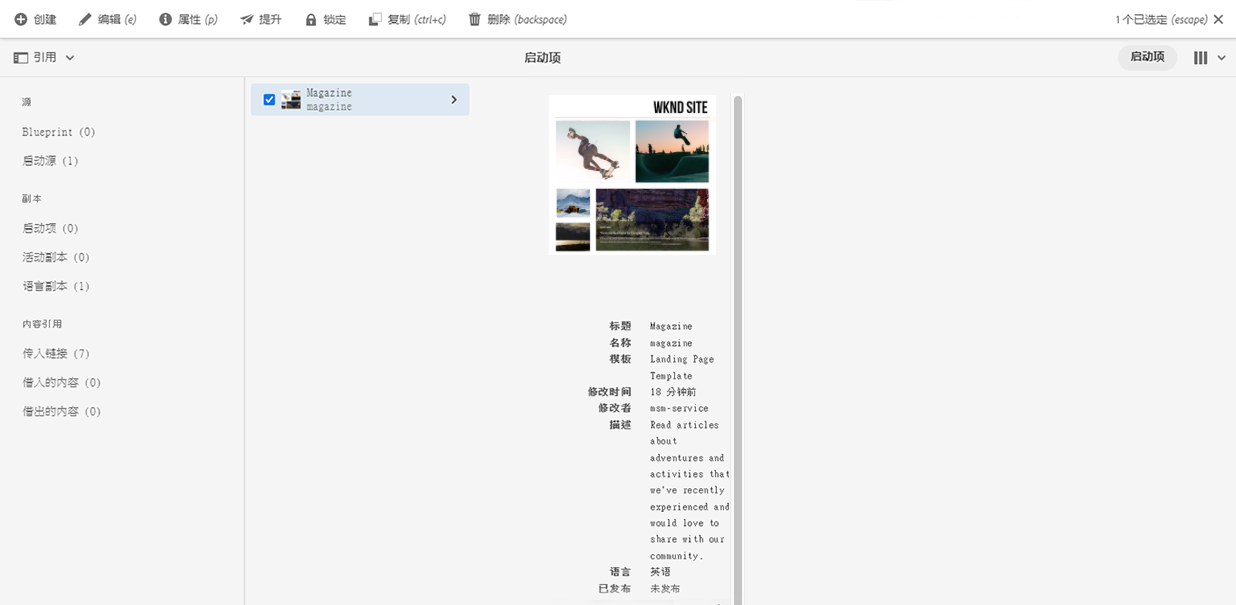 创建 编辑 (e) 属性 (p) 提升 锁定 复制 (ctrl+c) 删除 (backspace) 1 个已选定 (escape)
引用 启动项 启动项
源
Blueprint (0)
启动源 (1)
副本
启动项 (0)
活动副本 (0)
语言副本 (1)
内容引用
传入链接 (7)
借入的内容 (0)
借出的内容 (0)
Magazine
magazine
WKND SITE
标题 Magazine
名称 magazine
模板 Landing Page
Template
修改时间 18 分钟前
修改者 msm-service
描述 Read articles
about
adventures and
activities that
we've recently
experienced and
would love to
share with our
community.
语言 英语
已发布 未发布